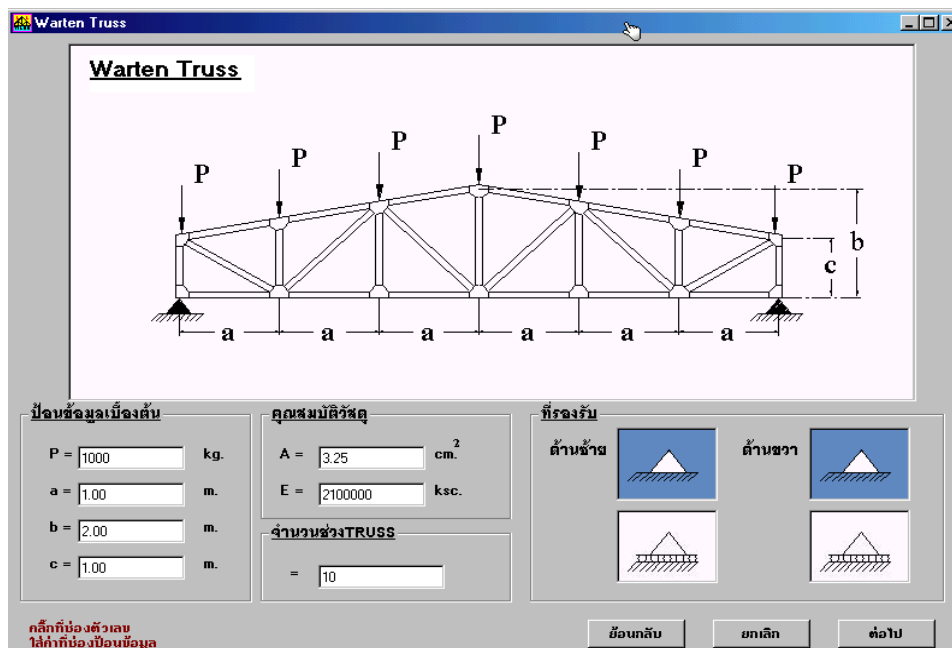 Warten Truss
Warten Truss
P P P P P P P
b
c
a a a a a a
ป้อนข้อมูลเบื้องต้น
P = 1000 kg.
a = 1.00 m.
b = 2.00 m.
c = 1.00 m.
คุณสมบัติวัสดุ
A = 3.25 cm.2
E = 2100000 ksc.
จำนวนช่วงTRUSS
= 10
ที่รองรับ
ด้านซ้าย ด้านขวา
คลิ๊กที่ช่องตัวเลข
ใส่ค่าที่ช่องป้อนข้อมูล
ย้อนกลับ ยกเลิก ต่อไป